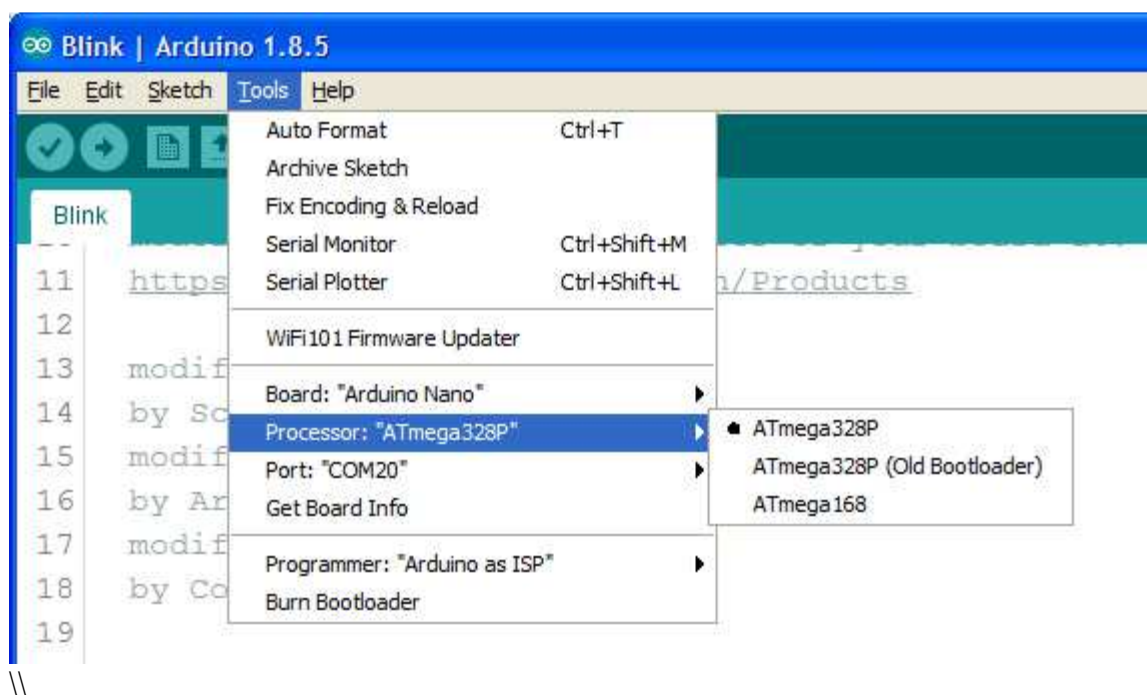 Blink | Arduino 1.8.5
File Edit Sketch Tools Help
Auto Format Ctrl+T
Archive Sketch
Fix Encoding & Reload
Blink
Serial Monitor Ctrl+Shift+M
11 https
Serial Plotter Ctrl+Shift+L
n/Products
12
WiFi101 Firmware Updater
13 modif
Board: "Arduino Nano"
14 by Sc
Processor: "ATmega328P"
ATmega328P
ATmega328P (Old Bootloader)
ATmega168
15 modif
Port: "COM20"
16 by Ar
Get Board Info
17 modif
Programmer: "Arduino as ISP"
18 by Co
Burn Bootloader
19
\\